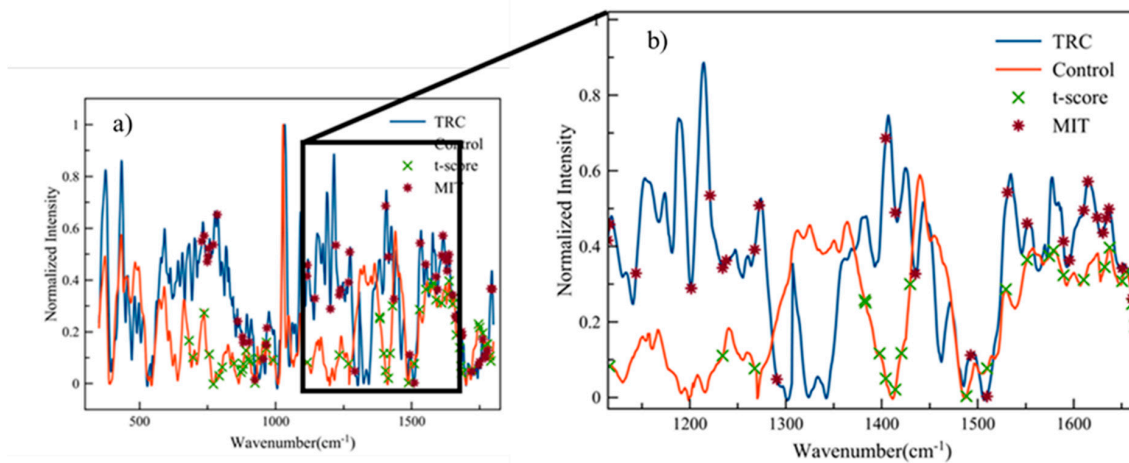 a)
TRC
Control
t-score
MIT
1
0.8
0.6
0.4
0.2
0
Normalized Intensity
500
1000
1500
Wavenumber(cm⁻¹)
b)
TRC
Control
t-score
MIT
1
0.8
0.6
0.4
0.2
0
Normalized Intensity
1200
1300
1400
1500
1600
Wavenumber(cm⁻¹)